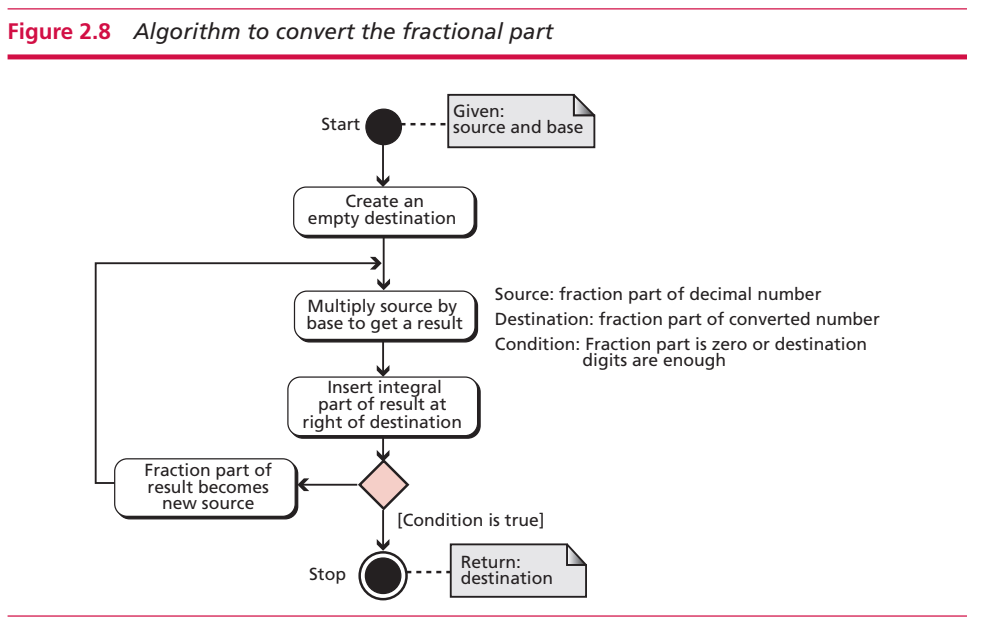 Figure 2.8 Algorithm to convert the fractional part
Start
Given:
source and base
Create an
empty destination
Multiply source by
base to get a result
Source: fraction part of decimal number
Destination: fraction part of converted number
Condition: Fraction part is zero or destination
digits are enough
Insert integral
part of result at
right of destination
Fraction part of
result becomes
new source
[Condition is true]
Stop
Return:
destination